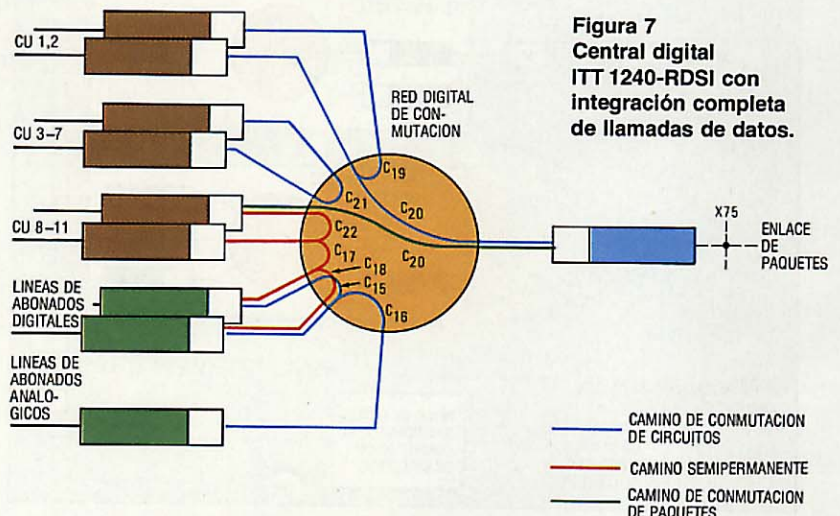 Figura 7
Central digital
ITT 1240-RDSI con
integración completa
de llamadas de datos.
CU 1,2
CU 3-7
CU 8-11
LINEAS DE
ABONADOS
DIGITALES
LINEAS DE
ABONADOS
ANALO-
GICOS
RED DIGITAL
DE CON-
MUTACION
C19
C20
C21
C22
C20
C17
C18
C15
C16
X75
ENLACE
DE
PAQUETES
CAMINO DE CONMUTACION
DE CIRCUITOS
CAMINO SEMIPERMANENTE
CAMINO DE CONMUTACION
DE PAQUETES